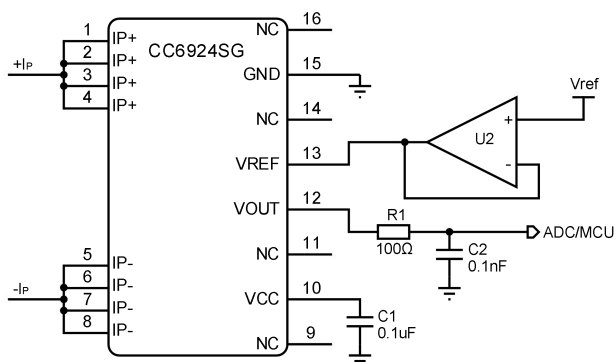 CC6924SG
+IP
1 IP+
2 IP+
3 IP+
4 IP+
-IP
5 IP-
6 IP-
7 IP-
8 IP-
NC 16
GND 15
NC 14
VREF 13
VOUT 12
NC 11
VCC 10
NC 9
Vref
+
U2
-
R1
100Ω
ADC/MCU
C2
0.1nF
C1
0.1uF